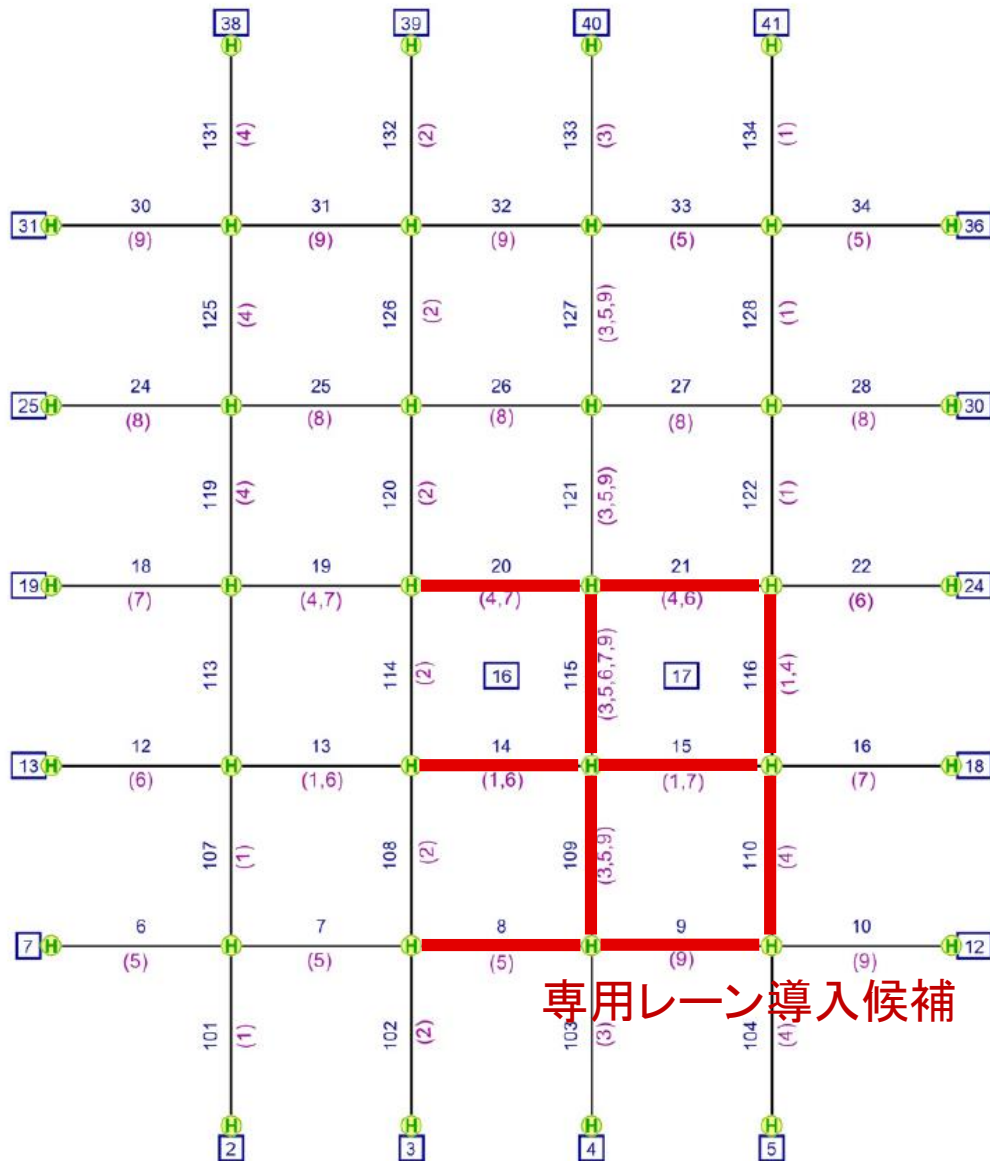 38 39 40 41
H H H H
131 (4) 132 (2) 133 (3) 134 (1)
30 31 32 33 34
31 H H H H H H 36
(9) (9) (9) (5) (5)
125 (4) 126 (2) 127 (3,5,9) 128 (1)
24 25 26 27 28
25 H H H H H H 30
(8) (8) (8) (8) (8)
119 (4) 120 (2) 121 (3,5,9) 122 (1)
18 19 20 21 22
19 H H H H H H 24
(7) (4,7) (4,7) (4,6) (6)
113 114 (2) 16 115 (3,5,6,7,9) 17 116 (1,4)
12 13 14 15 16
13 H H H H H H 18
(6) (1,6) (1,6) (1,7) (7)
107 (1) 108 (2) 109 (3,5,9) 110 (4)
6 7 8 9 10
7 H H H H H H 12
(5) (5) (5) (9) (9)
専用レーン導入候補
101 (1) 102 (2) 103 (3) 104 (4)
H H H H
2 3 4 5